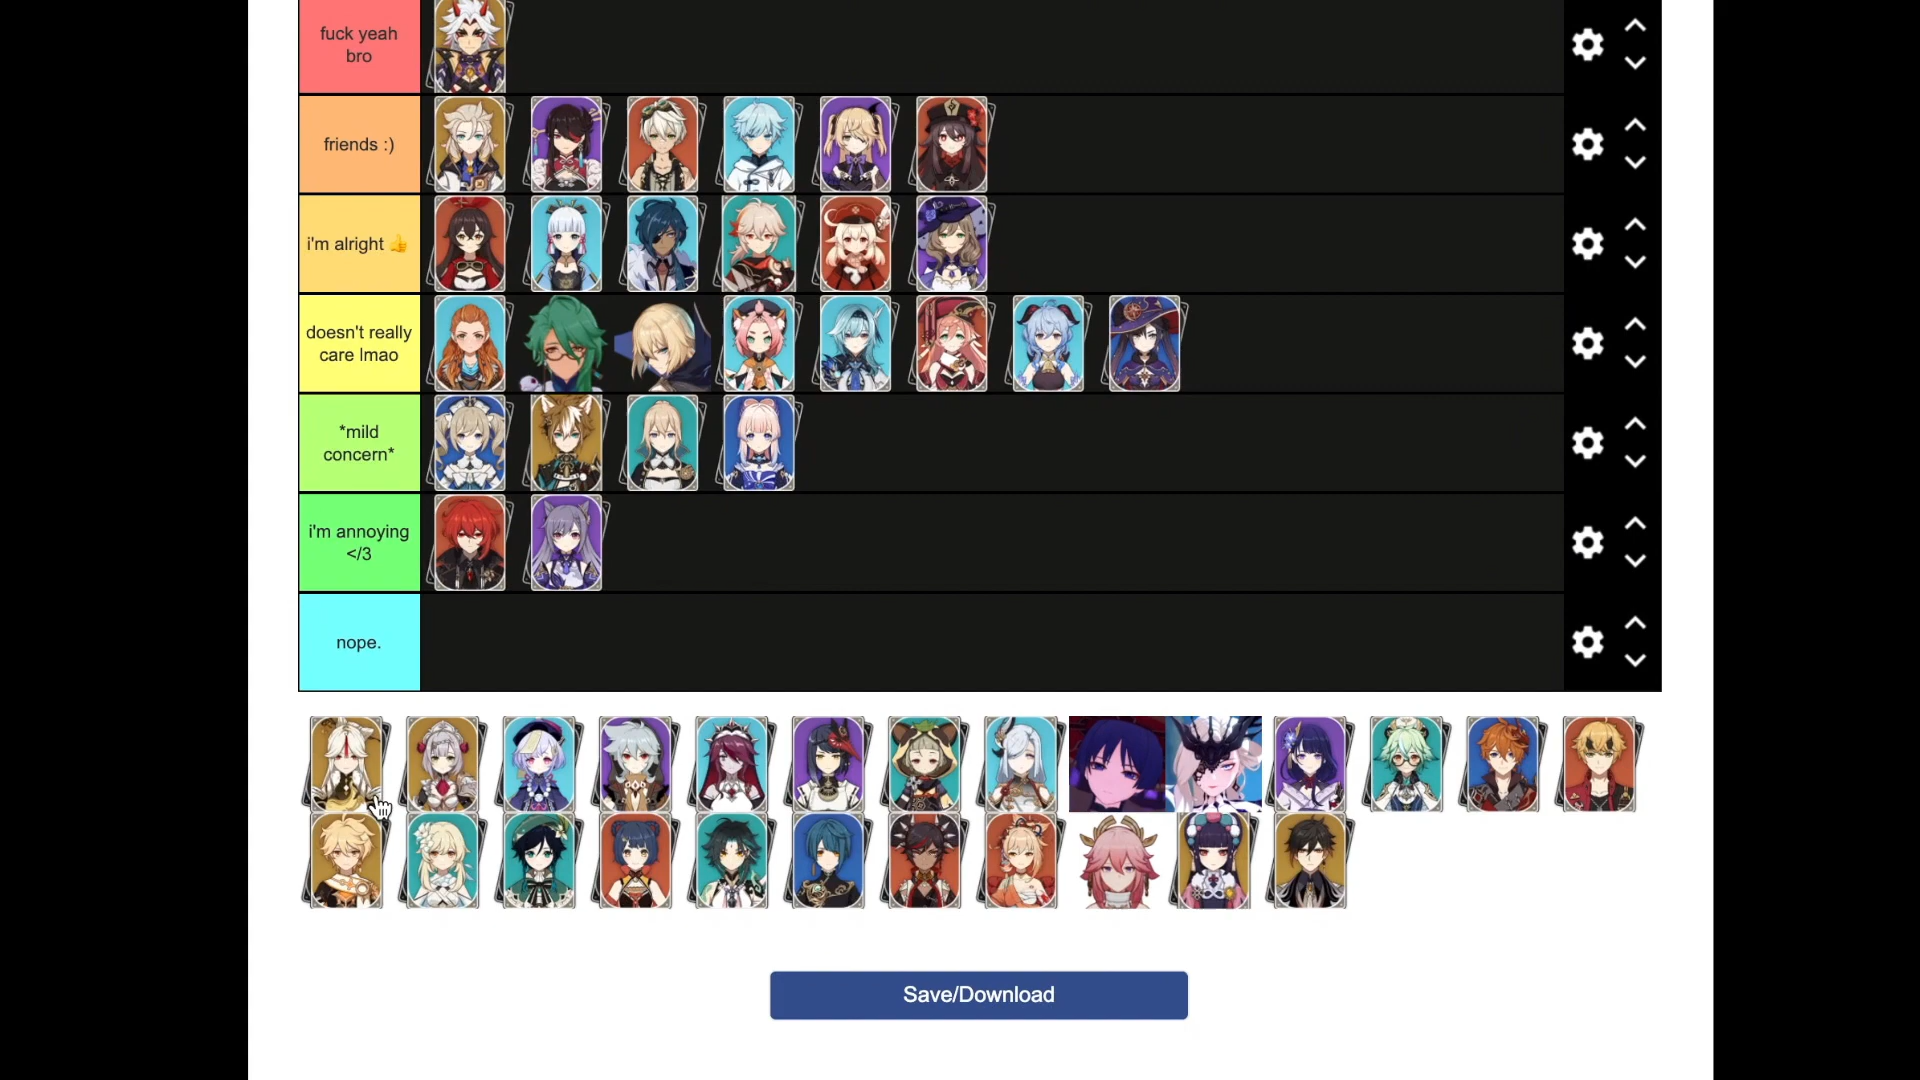 fuck yeah
bro
friends :)
i'm alright 👍
doesn't really
care lmao
*mild
concern*
i'm annoying
</3
nope.
Save/Download